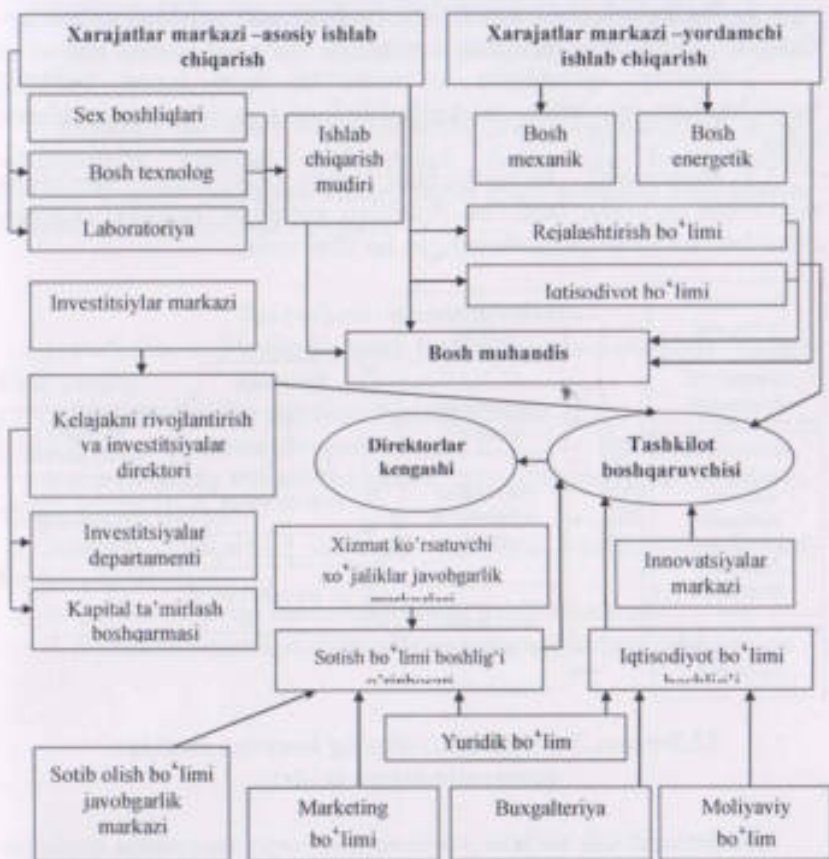 Xarajatlar markazi –asosiy ishlab
chiqarish
Xarajatlar markazi –yordamchi
ishlab chiqarish
Sex boshliqlari
Bosh texnolog
Laboratoriya
Ishlab
chiqarish
mudiri
Bosh
mexanik
Bosh
energetik
Rejalashtirish bo‘limi
Iqtisodiyot bo‘limi
Investitsiylar markazi
Bosh muhandis
Kelajakni rivojlantirish
va investitsiyalar
direktori
Direktorlar
kengashi
Tashkilot
boshqaruvchisi
Investitsiyalar
departamenti
Kapital ta’mirlash
boshqarmasi
Xizmat ko’rsatuvchi
xo‘jaliklar javobgarlik
Innovatsiyalar
markazi
Sotish bo‘limi boshlig‘i
Iqtisodiyot bo‘limi
boshlig‘i
Yuridik bo‘lim
Sotib olish bo‘limi
javobgarlik
markazi
Marketing
bo‘limi
Buxgalteriya
Moliyaviy
bo‘lim